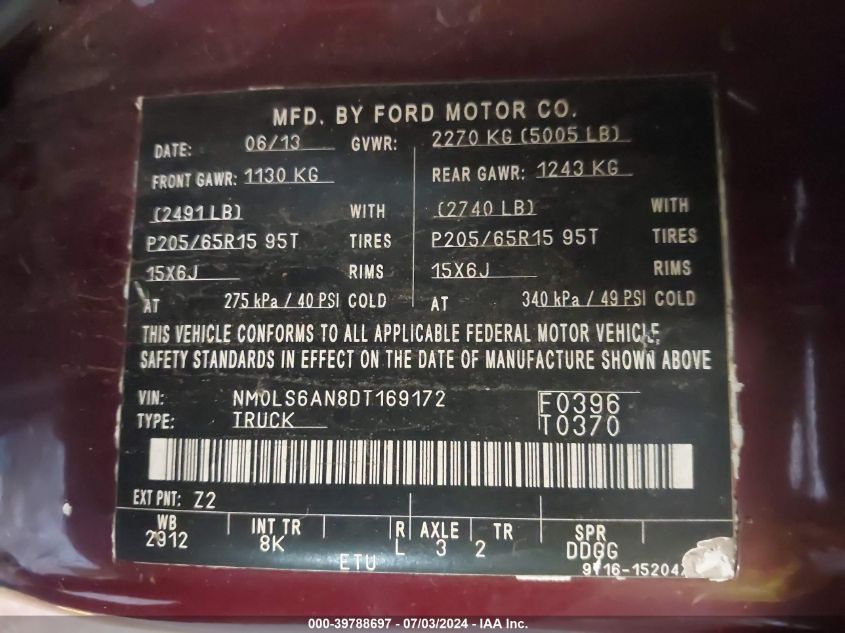 MFD. BY FORD MOTOR CO.
DATE: 06/13 GVWR: 2270 KG (5005 LB)
FRONT GAWR: 1130 KG REAR GAWR: 1243 KG
(2491 LB) WITH (2740 LB) WITH
P205/65R15 95T TIRES P205/65R15 95T TIRES
15X6J RIMS 15X6J RIMS
AT 275 kPa / 40 PSI COLD AT 340 kPa / 49 PSI COLD
THIS VEHICLE CONFORMS TO ALL APPLICABLE FEDERAL MOTOR VEHICLE
SAFETY STANDARDS IN EFFECT ON THE DATE OF MANUFACTURE SHOWN ABOVE
VIN: NM0LS6AN8DT169172 F0396
TYPE: TRUCK T0370
EXT PNT: Z2
WB INT TR R AXLE TR SPR
2912 8K L 3 2 DDGG
ETU 9T16-15204
000-39788697 / 07/03/2024 - IAA Inc.